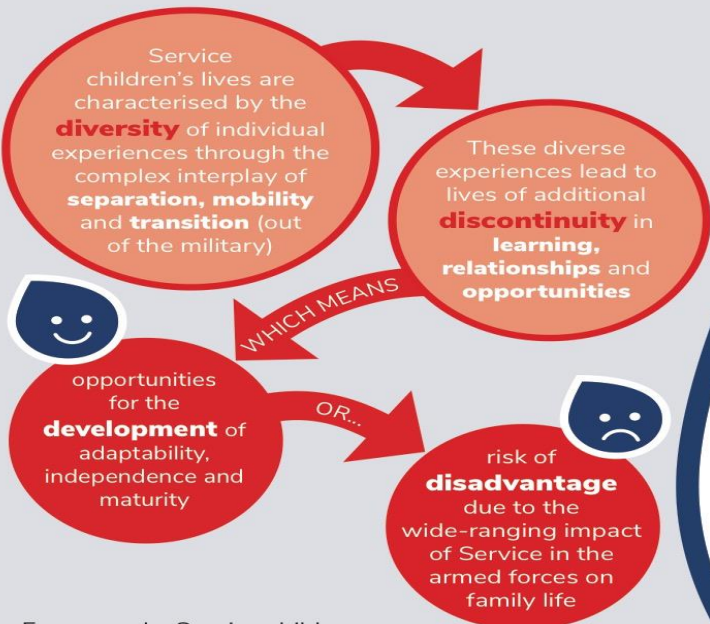 Service
children's lives are
characterised by the
diversity of individual
experiences through the
complex interplay of
separation, mobility
and transition (out
of the military)
These diverse
experiences lead to
lives of additional
discontinuity in
learning,
relationships and
opportunities
WHICH MEANS
opportunities
for the
development of
adaptability,
independence and
maturity
OR...
risk of
disadvantage
due to the
wide-ranging impact
of Service in the
armed forces on
family life